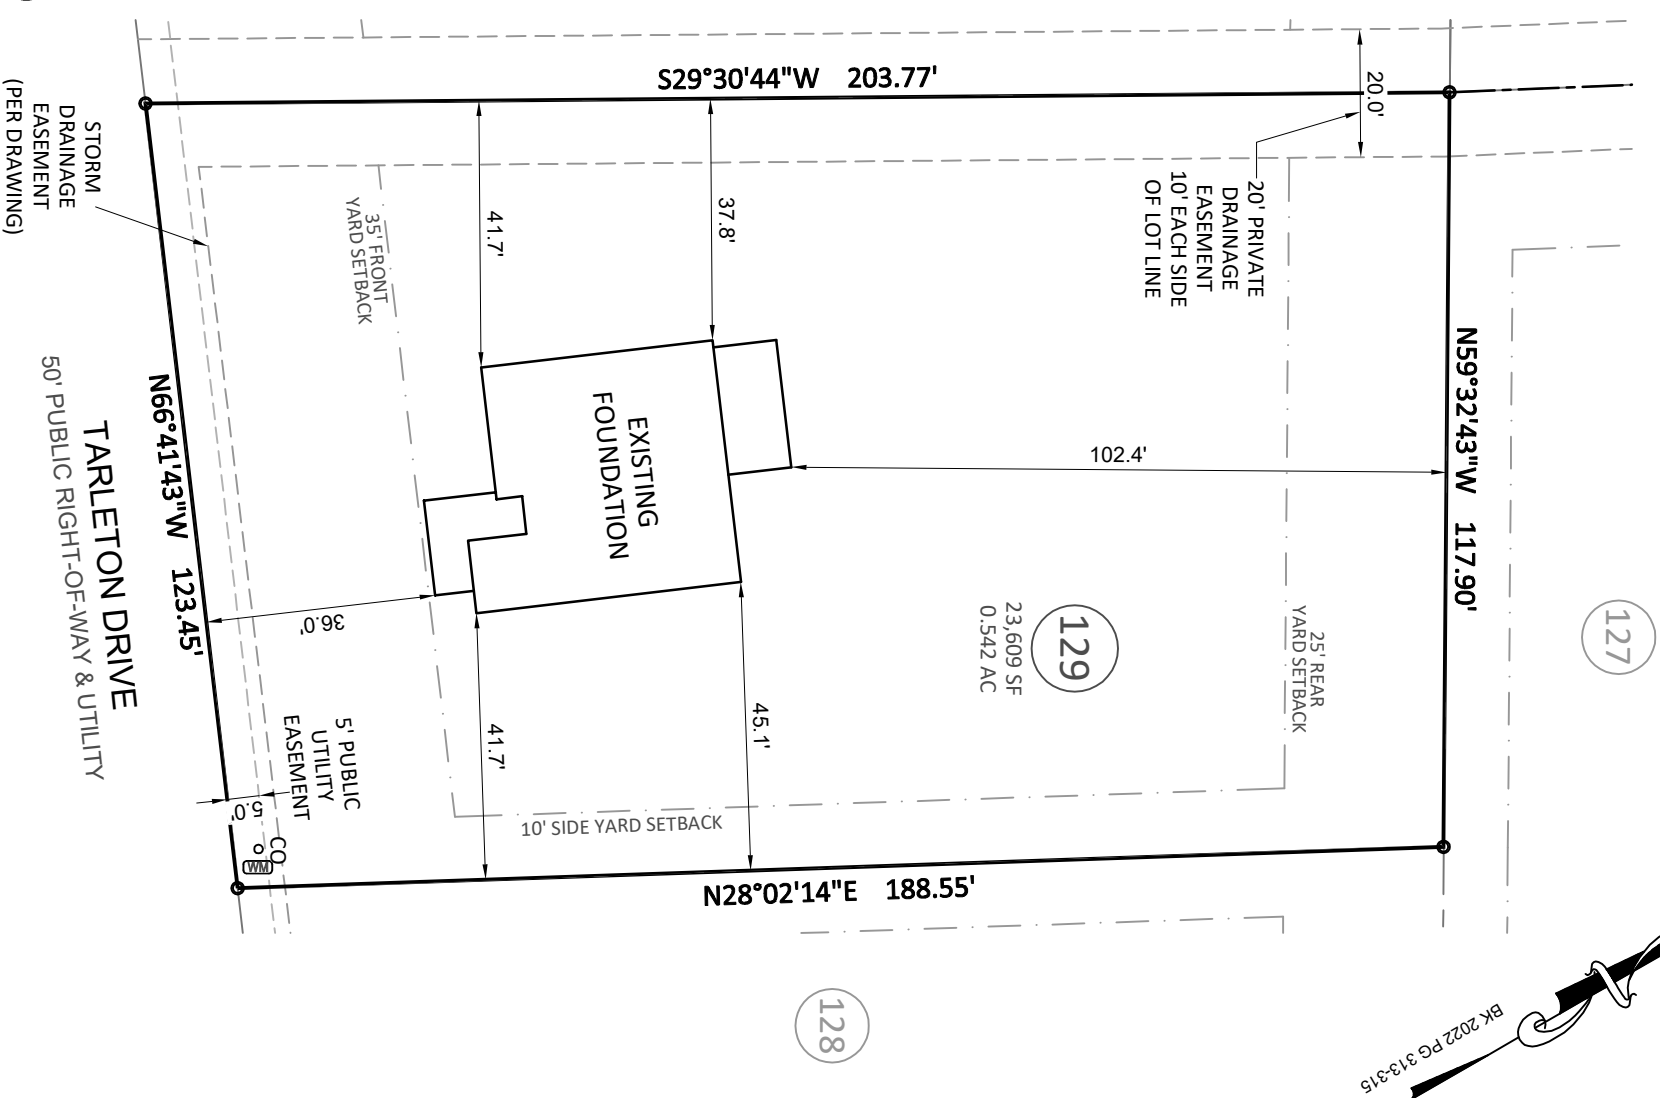 S29°30'44"W 203.77'
20.0'
STORM
DRAINAGE
EASEMENT
(PER DRAWING)
35' FRONT
YARD SETBACK
41.7'
37.8'
20' PRIVATE
DRAINAGE
EASEMENT
10' EACH SIDE
OF LOT LINE
N59°32'43"W 117.90'
N66°41'43"W 123.45'
TARLETON DRIVE
50' PUBLIC RIGHT-OF-WAY & UTILITY
EXISTING
FOUNDATION
102.4'
36.0'
129
23,609 SF
0.542 AC
25' REAR
YARD SETBACK
127
5' PUBLIC
UTILITY
EASEMENT
5.0'
CO
WM
41.7'
45.1'
10' SIDE YARD SETBACK
N28°02'14"E 188.55'
128
BK 2022 PG 313-315